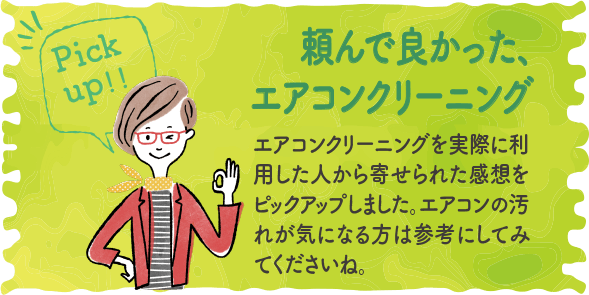 Pick
up!!
頼んで良かった、
エアコンクリーニング
エアコンクリーニングを実際に利
用した人から寄せられた感想を
ピックアップしました。エアコンの汚
れが気になる方は参考にしてみ
てくださいね。